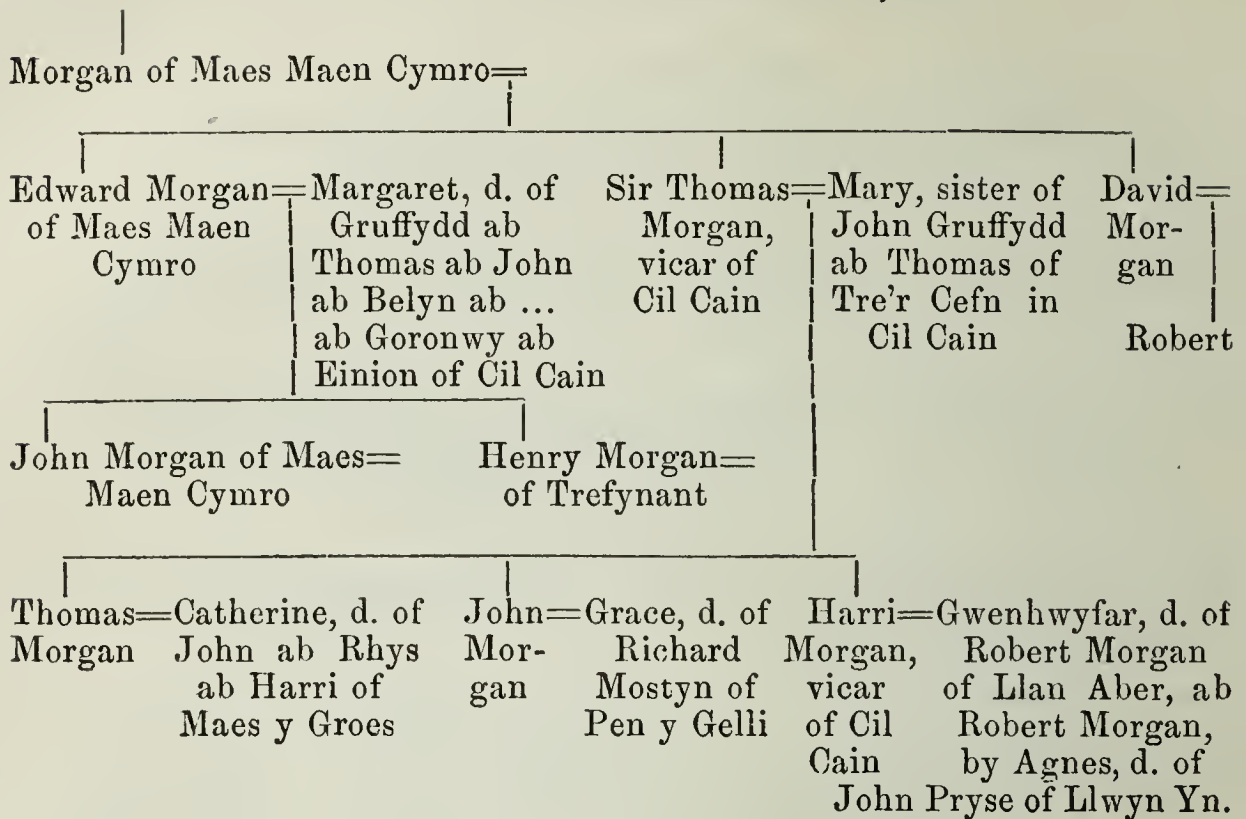 Morgan of Maes Maen Cymro=
Edward Morgan=Margaret, d. of
of Maes Maen Gruffydd ab
Cymro Thomas ab John
ab Belyn ab ...
ab Goronwy ab
Einion of Cil Cain
Sir Thomas=Mary, sister of
Morgan, John Gruffydd
vicar of ab Thomas of
Cil Cain Tre'r Cefn in
Cil Cain
David=
Mor-
gan
Robert
John Morgan of Maes=
Maen Cymro
Henry Morgan=
of Trefynant
Thomas=Catherine, d. of
Morgan John ab Rhys
ab Harri of
Maes y Groes
John=Grace, d. of
Mor- Richard
gan Mostyn of
Pen y Gelli
Harri=Gwenhwyfar, d. of
Morgan, Robert Morgan
vicar of Llan Aber, ab
of Cil Robert Morgan,
Cain by Agnes, d. of
John Pryse of Llwyn Yn.